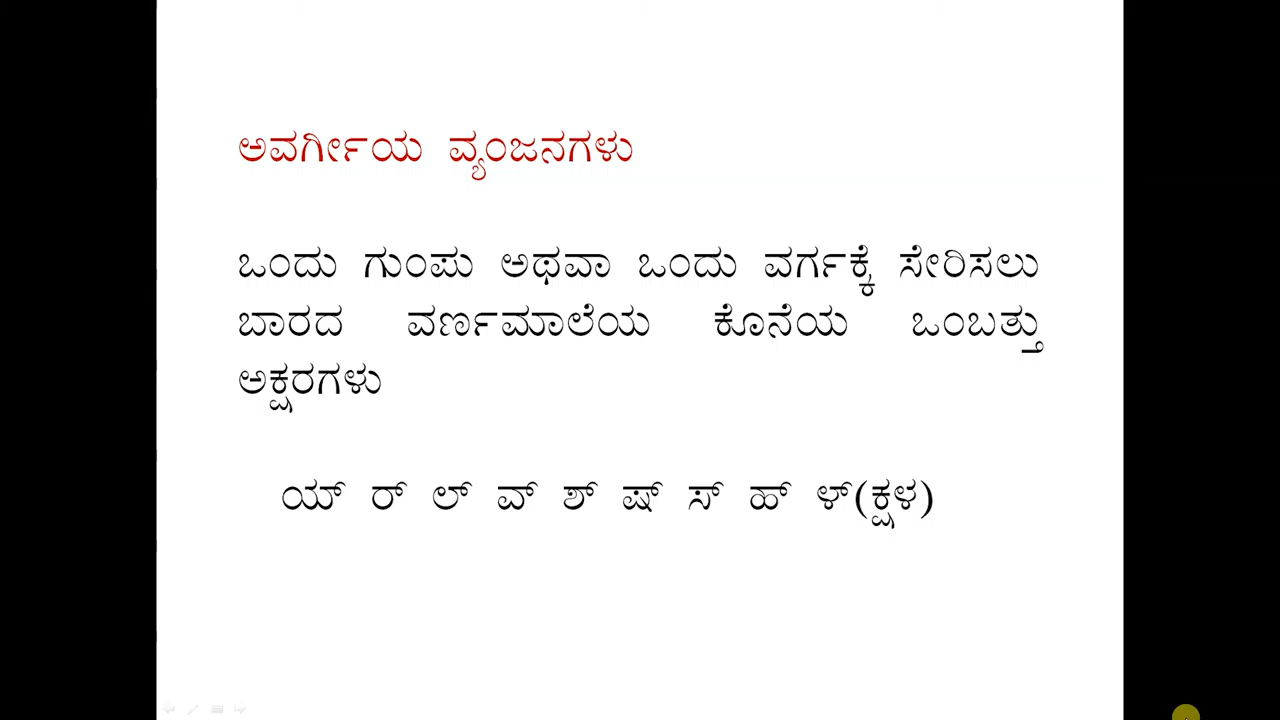 ಅವರ್ಗೀಯ ವ್ಯಂಜನಗಳು
ಒಂದು ಗುಂಪು ಅಥವಾ ಒಂದು ವರ್ಗಕ್ಕೆ ಸೇರಿಸಲು
ಬಾರದ ವರ್ಣಮಾಲೆಯ ಕೊನೆಯ ಒಂಬತ್ತು
ಅಕ್ಷರಗಳು
ಯ್ ರ್ ಲ್ ವ್ ಶ್ ಷ್ ಸ್ ಹ್ ಳ್(ಕ್ಷಳ)